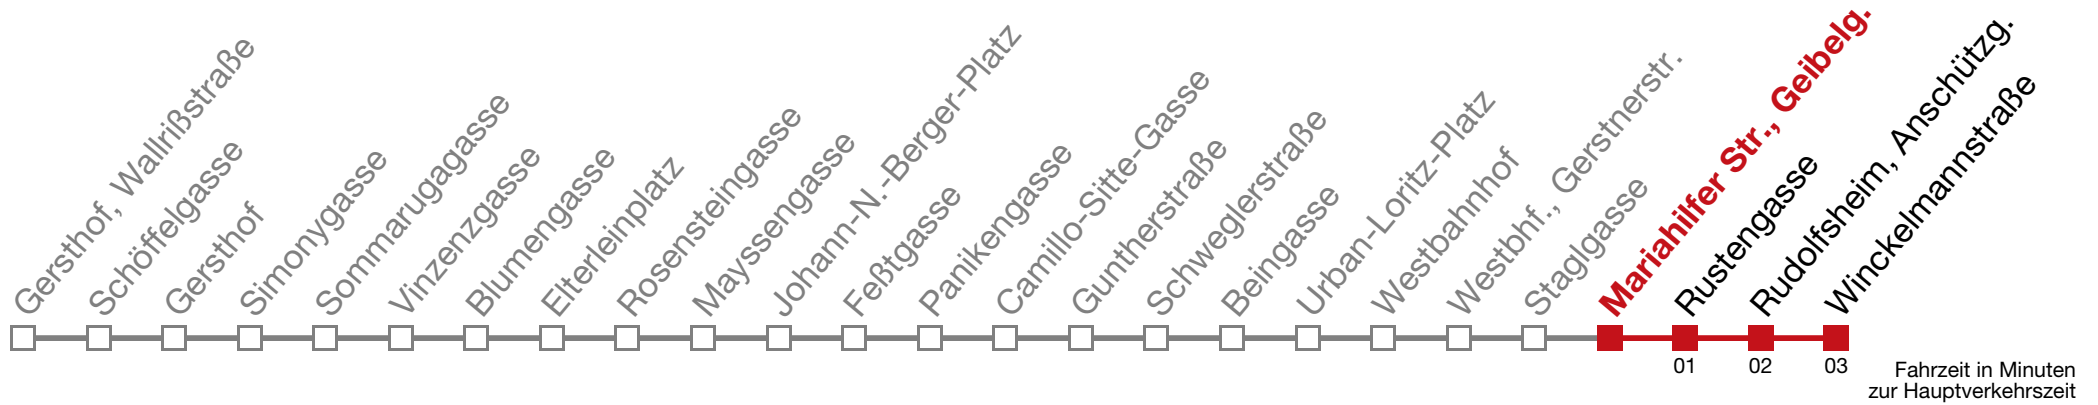 Gersthof, Wallrißstraße
Schöffelgasse
Gersthof
Simonygasse
Sommarugagasse
Vinzenzgasse
Blumengasse
Elterleinplatz
Rosensteingasse
Mayssengasse
Johann-N.-Berger-Platz
Feßtgasse
Panikengasse
Camillo-Sitte-Gasse
Guntherstraße
Schweglerstraße
Beingasse
Urban-Loritz-Platz
Westbahnhof
Westbhf., Gerstnerstr.
Staglgasse
Mariahilfer Str., Geibelg.
Rustengasse
Rudolfsheim, Anschützg.
Winckelmannstraße
01
02
03
Fahrzeit in Minuten
zur Hauptverkehrszeit